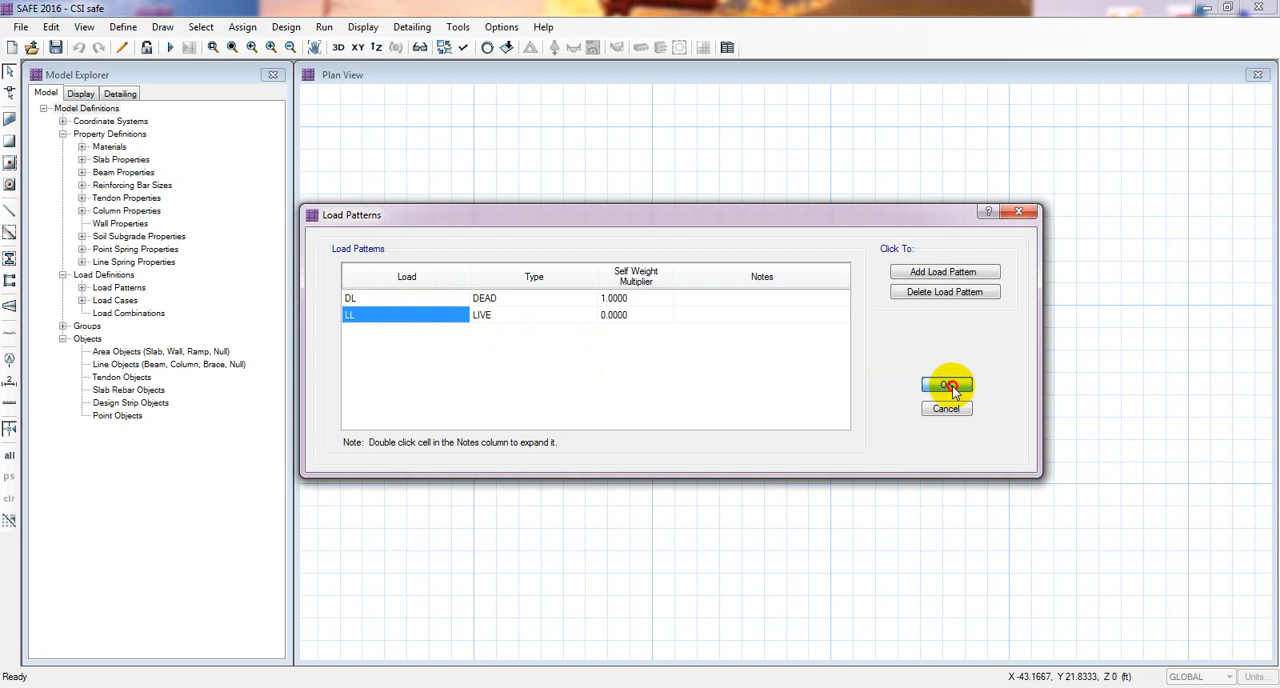 SAFE 2016 - CSI safe
File Edit View Define Draw Select Assign Design Run Display Detailing Tools Options Help
3D XY
Model Explorer
Plan View
Model Display Detailing
Model Definitions
Coordinate Systems
Property Definitions
Materials
Slab Properties
Beam Properties
Reinforcing Bar Sizes
Tendon Properties
Column Properties
Wall Properties
Soil Subgrade Properties
Point Spring Properties
Line Spring Properties
Load Definitions
Load Patterns
Load Cases
Load Combinations
Groups
Objects
Area Objects (Slab, Wall, Ramp, Null)
Line Objects (Beam, Column, Brace, Null)
Tendon Objects
Slab Rebar Objects
Design Strip Objects
Point Objects
all
ps
clr
Load Patterns
Load Patterns
Load Type Self Weight Multiplier Notes
DL DEAD 1.0000
LL LIVE 0.0000
Note: Double click cell in the Notes column to expand it.
Click To:
Add Load Pattern
Delete Load Pattern
Cancel
Ready
X -43.1667, Y 21.8333, Z 0 (ft)
GLOBAL
Units...